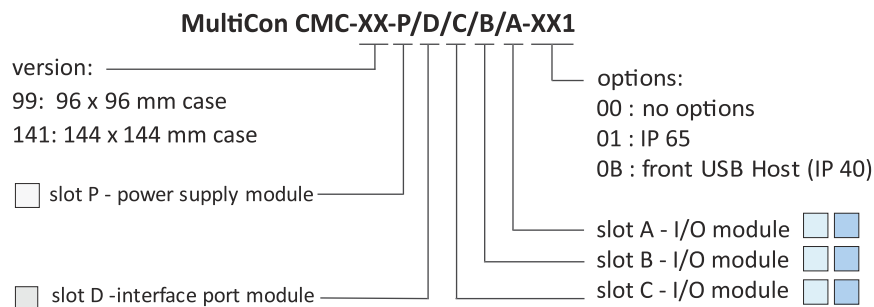 MultiCon CMC-XX-P/D/C/B/A-XX1
version:
99: 96 x 96 mm case
141: 144 x 144 mm case
slot P - power supply module
slot D -interface port module
options:
00 : no options
01 : IP 65
0B : front USB Host (IP 40)
slot A - I/O module
slot B - I/O module
slot C - I/O module